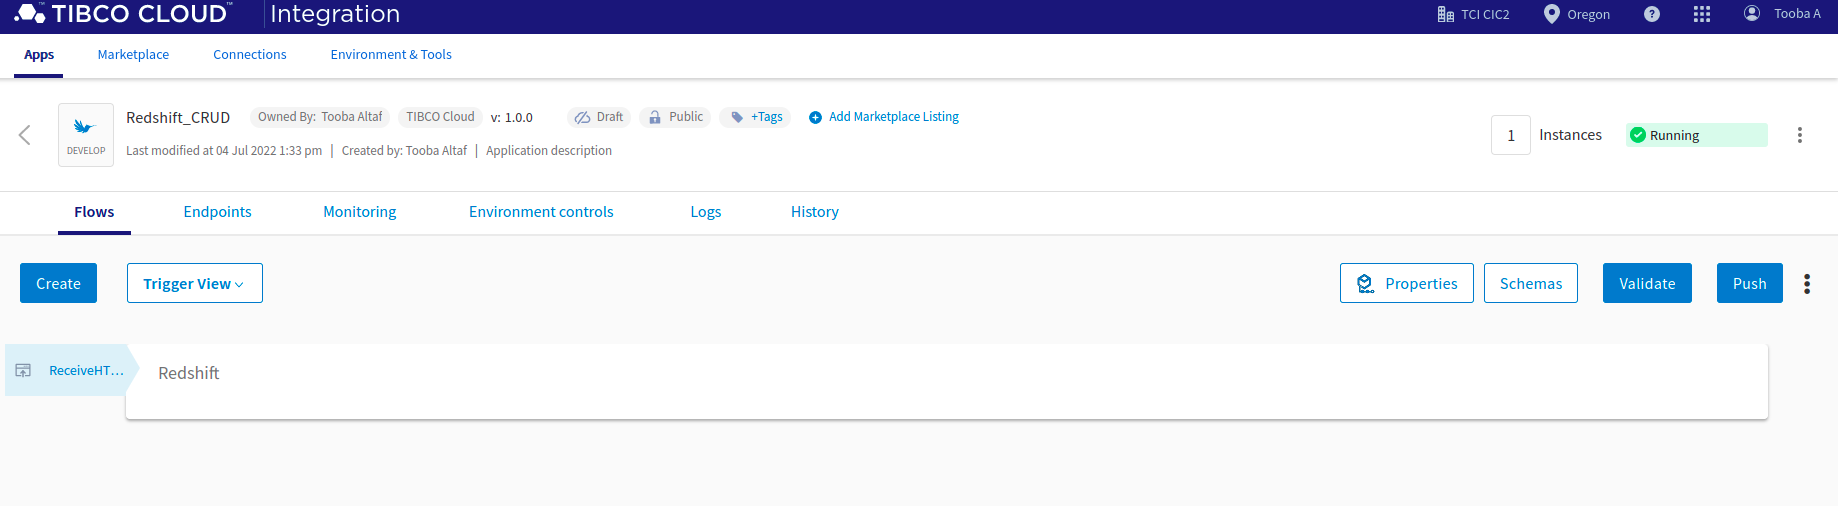 TIBCO CLOUD™ Integration TCI CIC2 Oregon ? Tooba A
Apps Marketplace Connections Environment & Tools
DEVELOP
Redshift_CRUD Owned By: Tooba Altaf TIBCO Cloud v: 1.0.0 Draft Public +Tags Add Marketplace Listing
Last modified at 04 Jul 2022 1:33 pm | Created by: Tooba Altaf | Application description
1 Instances Running
Flows Endpoints Monitoring Environment controls Logs History
Create Trigger View Properties Schemas Validate Push
ReceiveHT... Redshift